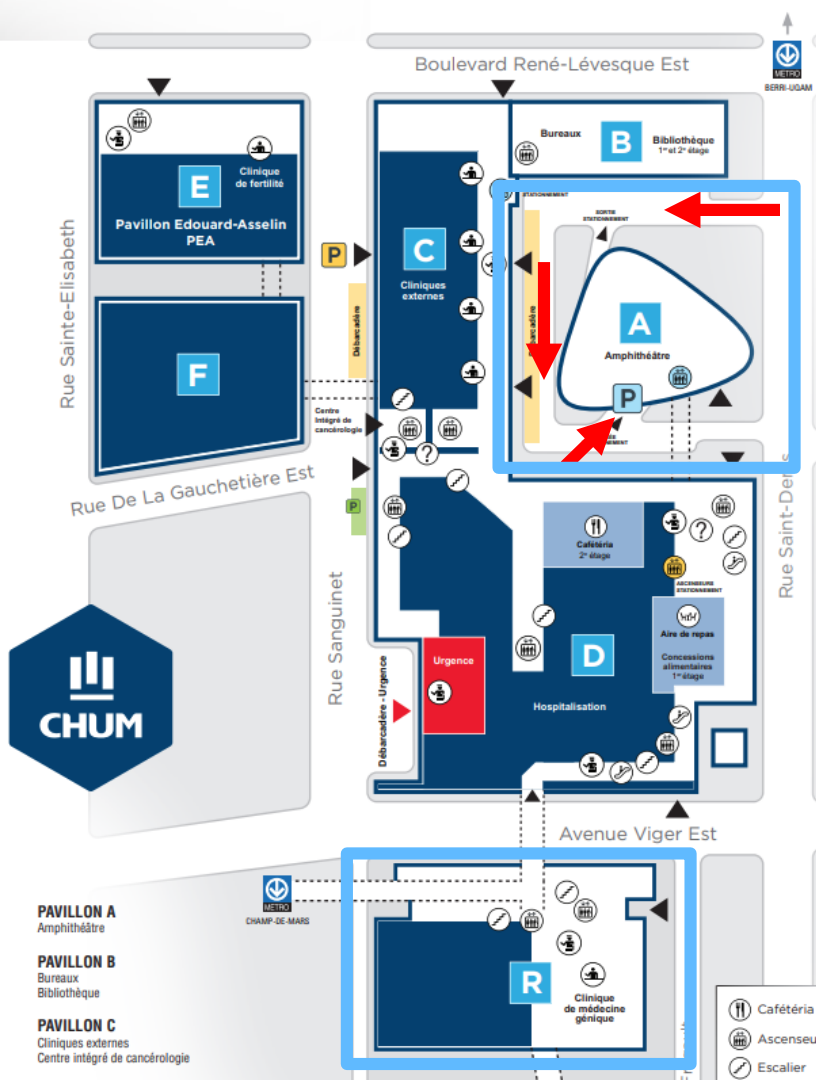 Boulevard René-Lévesque Est
METRO
BERRI-UQAM
Bureaux
B
Bibliothèque
1er et 2e étage
E
Clinique
de fertilité
Pavillon Edouard-Asselin
PEA
STATIONNEMENT
SORTIE
STATIONNEMENT
P
C
Cliniques
externes
Rue Sainte-Elisabeth
Débarcadère
A
Amphithéâtre
P
F
Centre
Intégré de
cancérologie
?
Rue De La Gauchetière Est
P
Rue Saint-Denis
Cafétéria
2e étage
?
ASCENSEURS
STATIONNEMENT
Aire de repas
Concessions
alimentaires
1er étage
Rue Sanguinet
CHUM
Urgence
D
Débarcadère - Urgence
Hospitalisation
Avenue Viger Est
METRO
CHAMP-DE-MARS
R
Clinique
de médecine
génique
PAVILLON A
Amphithéâtre
PAVILLON B
Bureaux
Bibliothèque
PAVILLON C
Cliniques externes
Centre intégré de cancérologie
Cafétéria
Ascenseu
Escalier